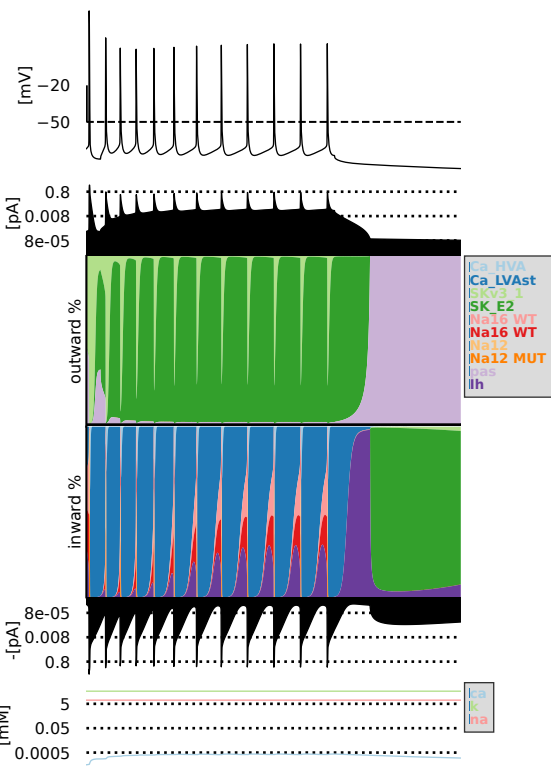 [mV]
−20
−50
[pA]
0.8
0.008
8e-05
outward %
Ca_HVA
Ca_LVAst
SKv3_1
SK_E2
Na16 WT
Na16 WT
Na12
Na12 MUT
pas
Ih
inward %
-[pA]
8e-05
0.008
0.8
[mM]
5
0.05
0.0005
ca
k
na